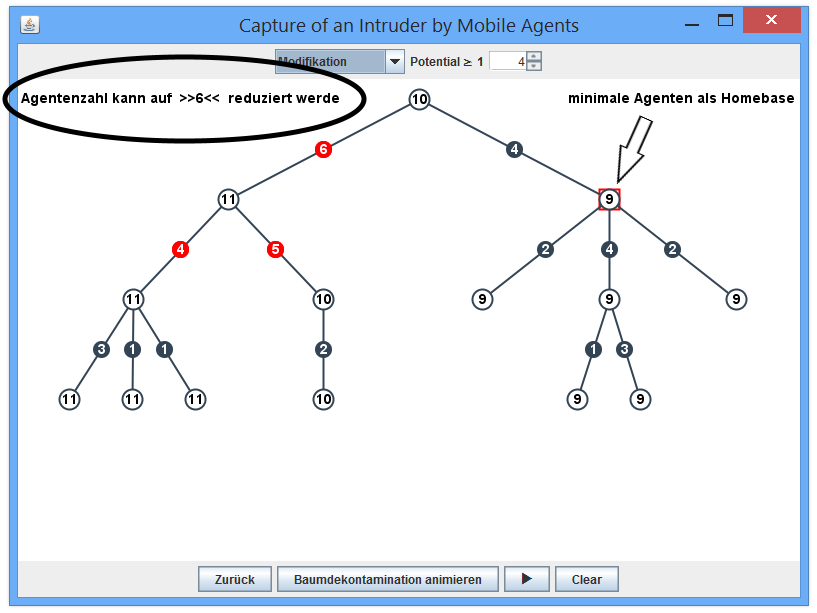 Capture of an Intruder by Mobile Agents
Modifikation Potential ≥ 1 4
Agentenzahl kann auf >>6<< reduziert werde
minimale Agenten als Homebase
10
6 4
11 9
4 5 2 4 2
11 10 9 9 9
3 1 1 2 1 3
11 11 11 10 9 9
Zurück Baumdekontamination animieren Clear